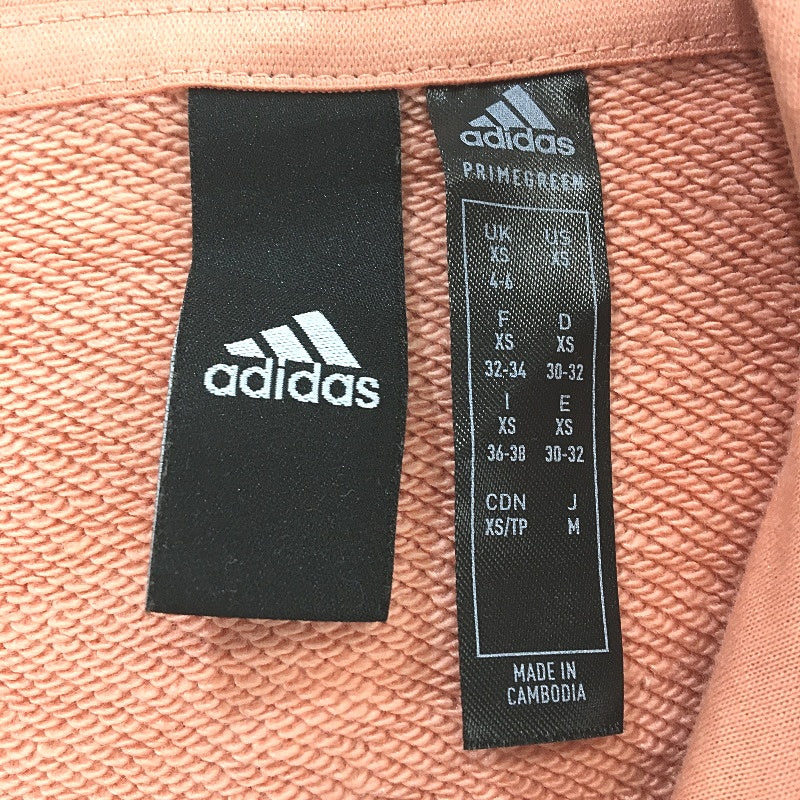 adidas
adidas
PRIMEGREEN
UK US
XS XS
4-6
F D
XS XS
32-34 30-32
I E
XS XS
36-38 30-32
CDN J
XS/TP M
MADE IN
CAMBODIA